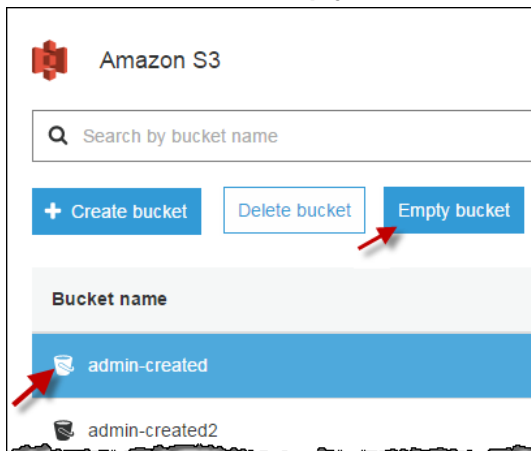 Amazon S3
Search by bucket name
+ Create bucket Delete bucket Empty bucket
Bucket name
admin-created
admin-created2